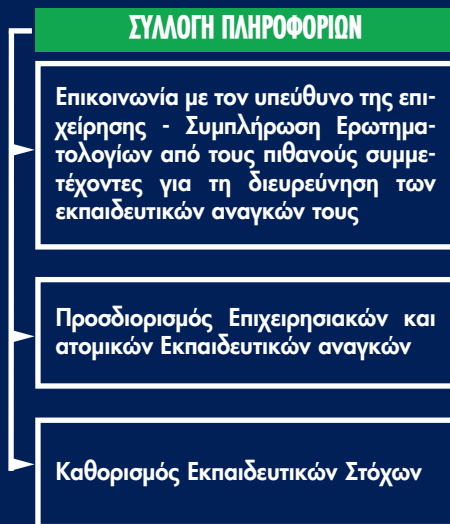 ΣΥΛΛΟΓΗ ΠΛΗΡΟΦΟΡΙΩΝ
Επικοινωνία με τον υπεύθυνο της επι-
χείρησης - Συμπλήρωση Ερωτημα-
τολογίων από τους πιθανούς συμμε-
τέχοντες για τη διευρεύνηση των
εκπαιδευτικών αναγκών τους
Προσδιορισμός Επιχειρησιακών και
ατομικών Εκπαιδευτικών αναγκών
Καθορισμός Εκπαιδευτικών Στόχων